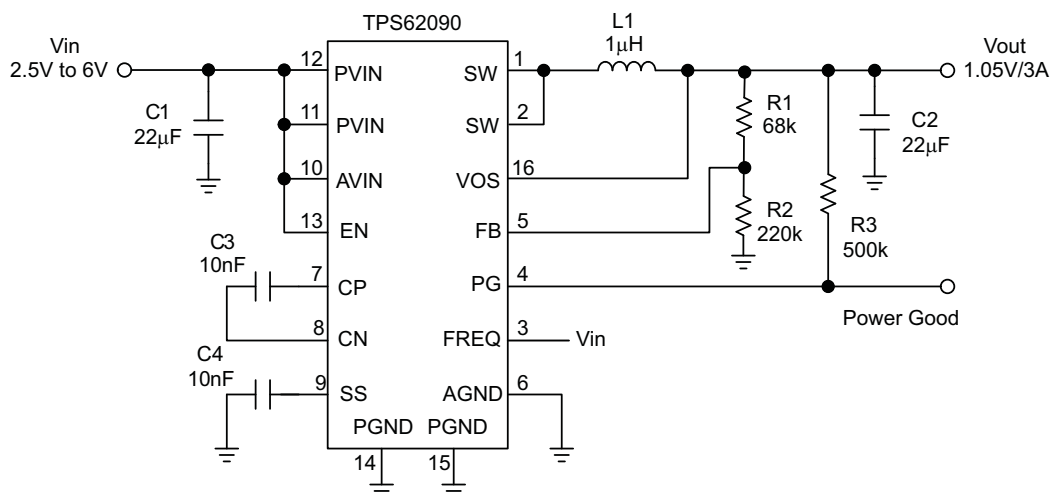 TPS62090
Vin
2.5V to 6V
C1
22μF
12
PVIN
11
PVIN
10
AVIN
13
EN
C3
10nF
7
CP
8
CN
C4
10nF
9
SS
PGND
PGND
14
15
SW
1
SW
2
VOS
16
FB
5
PG
4
FREQ
3
Vin
AGND
6
L1
1μH
R1
68k
R2
220k
R3
500k
C2
22μF
Vout
1.05V/3A
Power Good